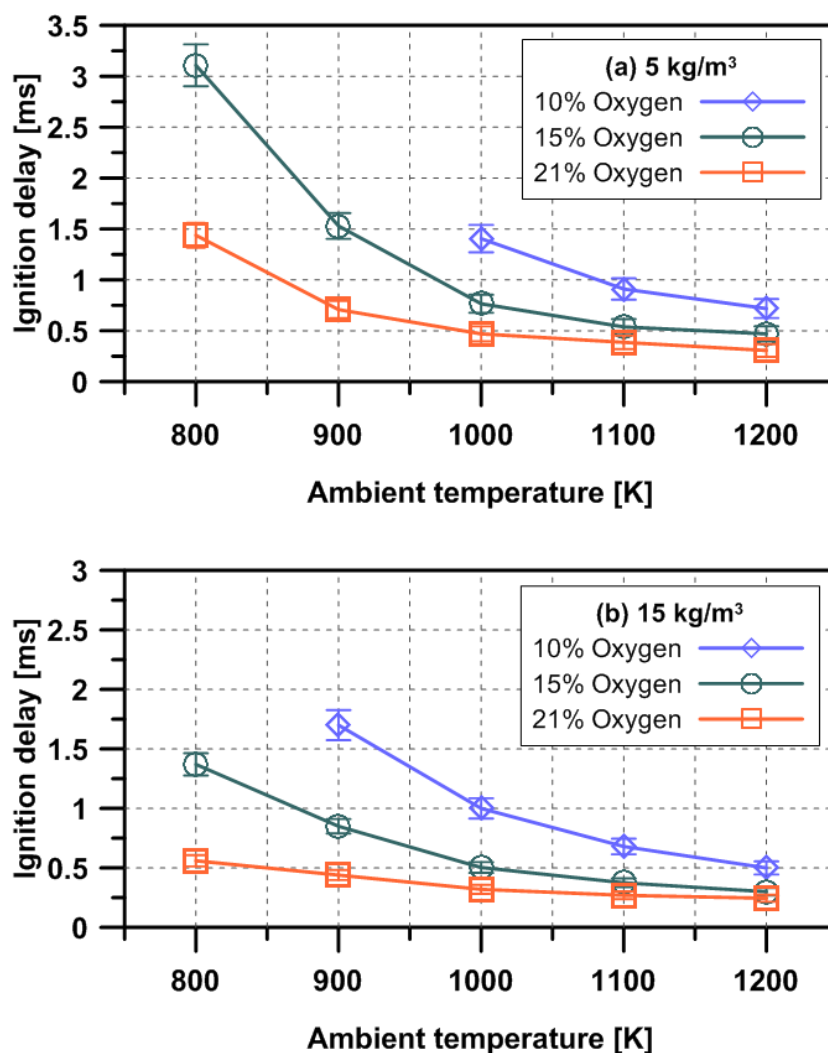 3.5
3
2.5
2
1.5
1
0.5
0
Ignition delay [ms]
(a) 5 kg/m³
10% Oxygen
15% Oxygen
21% Oxygen
800 900 1000 1100 1200
Ambient temperature [K]
3
2.5
2
1.5
1
0.5
0
Ignition delay [ms]
(b) 15 kg/m³
10% Oxygen
15% Oxygen
21% Oxygen
800 900 1000 1100 1200
Ambient temperature [K]